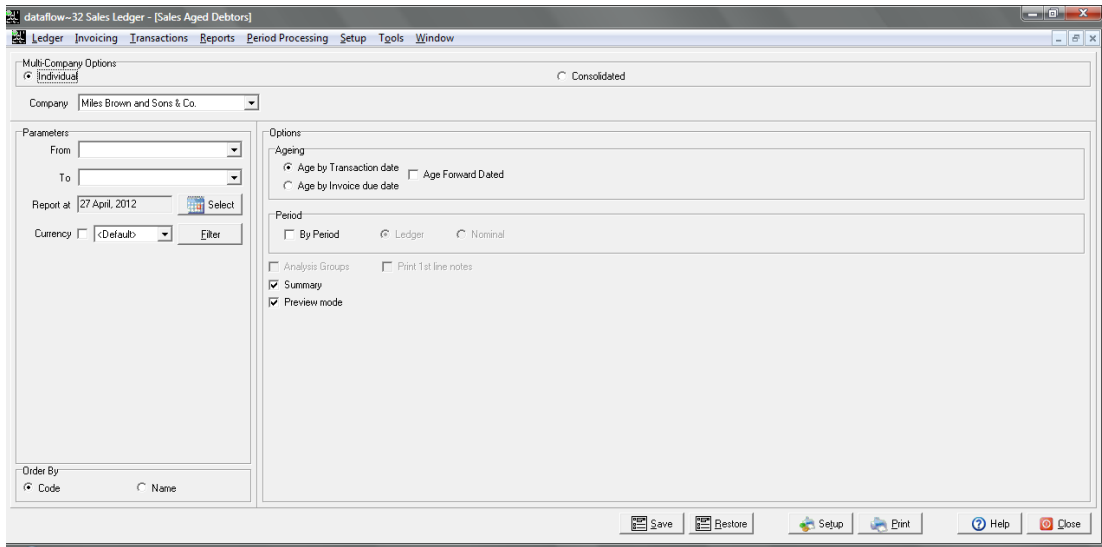 dataflow~32 Sales Ledger - [Sales Aged Debtors]
Ledger Invoicing Transactions Reports Period Processing Setup Tools Window
Multi-Company Options
Individual Consolidated
Company Miles Brown and Sons & Co.
Parameters
From
To
Report at 27 April, 2012 Select
Currency <Default> Filter
Order By
Code Name
Options
Ageing
Age by Transaction date Age Forward Dated
Age by Invoice due date
Period
By Period Ledger Nominal
Analysis Groups Print 1st line notes
Summary
Preview mode
Save Restore Setup Print Help Close